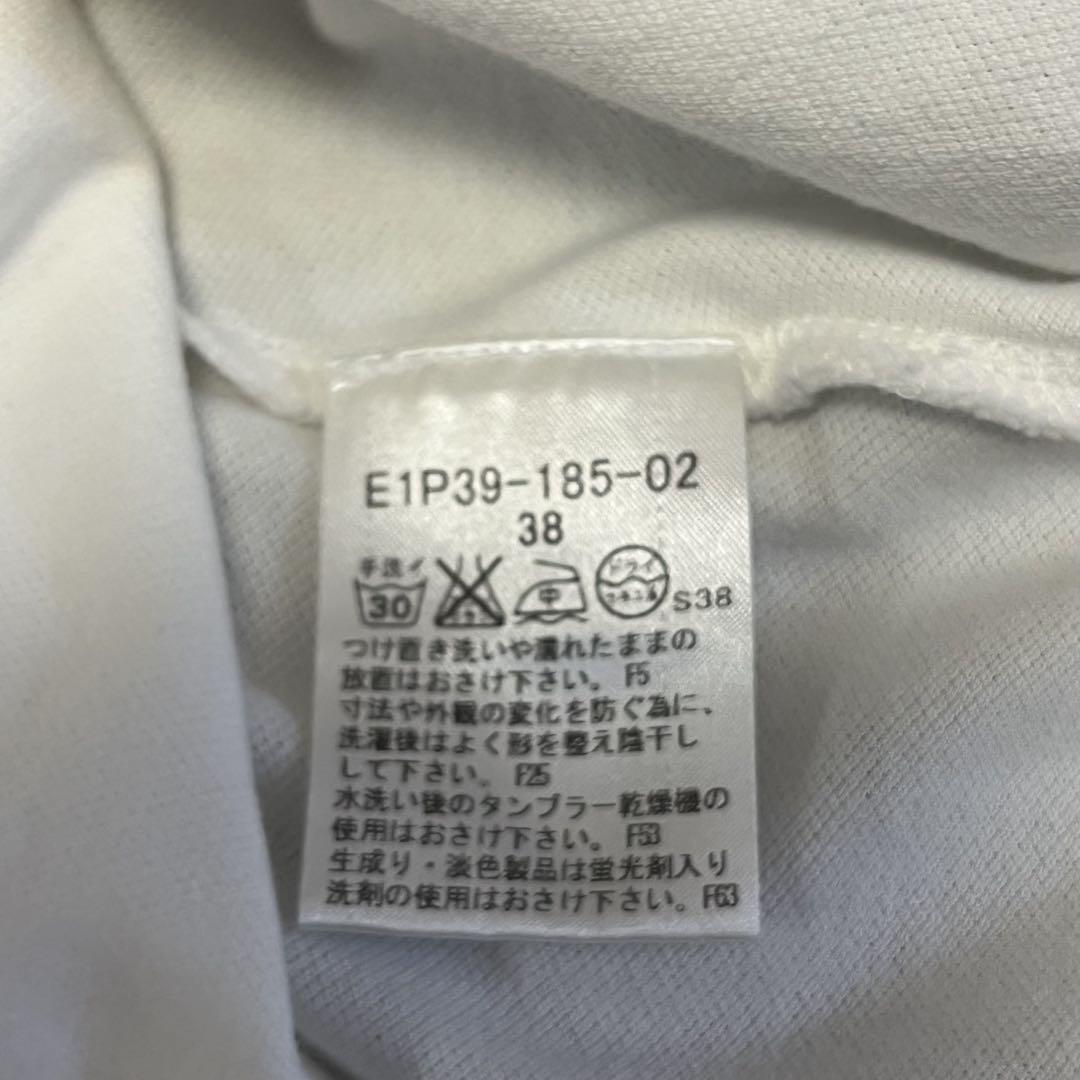 E1P39-185-02
38
手洗イ
30
中
ドライ
セキユ系
S38
つけ置き洗いや濡れたままの
放置はおさけ下さい。F5
寸法や外観の変化を防ぐ為に、
洗濯後はよく形を整え陰干し
して下さい。F25
水洗い後のタンブラー乾燥機の
使用はおさけ下さい。F53
生成り・淡色製品は蛍光剤入り
洗剤の使用はおさけ下さい。F63